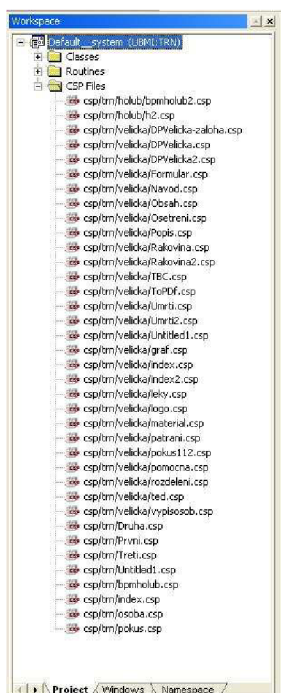 Workspace
Default__system (UBMI:TRN)
Classes
Routines
CSP Files
csp/trn/holub/bpmholub2.csp
csp/trn/holub/h2.csp
csp/trn/velicka/DPVelicka-zaloha.csp
csp/trn/velicka/DPVelicka.csp
csp/trn/velicka/DPVelicka2.csp
csp/trn/velicka/Formular.csp
csp/trn/velicka/Navod.csp
csp/trn/velicka/Obsah.csp
csp/trn/velicka/Osetreni.csp
csp/trn/velicka/Popis.csp
csp/trn/velicka/Rakovina.csp
csp/trn/velicka/Rakovina2.csp
csp/trn/velicka/TBC.csp
csp/trn/velicka/ToPDf.csp
csp/trn/velicka/Umrti.csp
csp/trn/velicka/Umrti2.csp
csp/trn/velicka/Untitled1.csp
csp/trn/velicka/graf.csp
csp/trn/velicka/index.csp
csp/trn/velicka/index2.csp
csp/trn/velicka/leky.csp
csp/trn/velicka/logo.csp
csp/trn/velicka/material.csp
csp/trn/velicka/patrani.csp
csp/trn/velicka/pokus112.csp
csp/trn/velicka/pomocna.csp
csp/trn/velicka/rozdeleni.csp
csp/trn/velicka/ted.csp
csp/trn/velicka/vypisosob.csp
csp/trn/Druha.csp
csp/trn/Prvni.csp
csp/trn/Treti.csp
csp/trn/Untitled1.csp
csp/trn/bpmholub.csp
csp/trn/index.csp
csp/trn/osoba.csp
csp/trn/pokus.csp
Project Windows Namespace